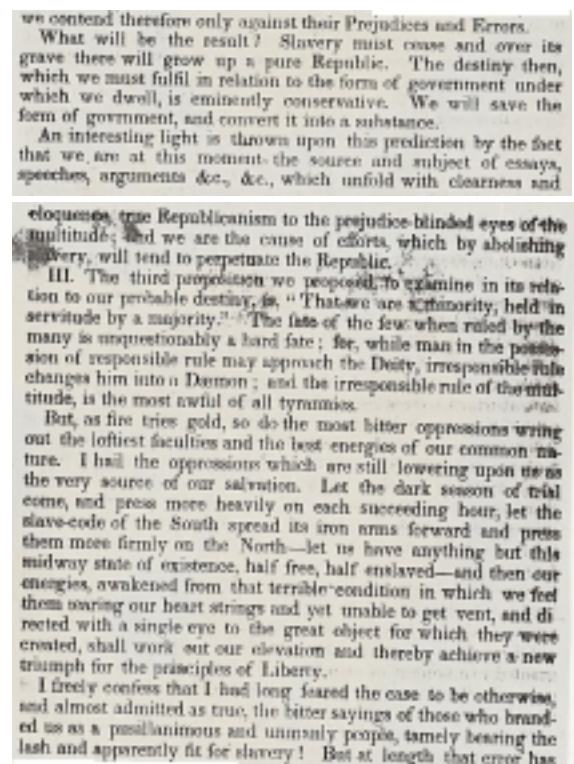 we contend therefore only against their Prejudices and Errors.
What will be the result? Slavery must cease and over its
grave there will grow up a pure Republic. The destiny then,
which we must fulfil in relation to the form of government under
which we dwell, is eminently conservative. We will save the
form of govrnment, and convert it into a substance.
An interesting light is thrown upon this prediction by the fact
that we are at this moment the source and subject of essays,
speeches, arguments &c., &c., which unfold with clearness and
eloquence, true Republicanism to the prejudice-blinded eyes of the
multitude; and we are the cause of efforts, which by abolishing
slavery, will tend to perpetuate the Republic.
III. The third proposition we proposed, to examine in its rela-
tion to our probable destiny, is, "That we are a minority, held in
servitude by a majority." The fate of the few when ruled by the
many is unquestionably a hard fate; for, while man in the posses-
sion of responsible rule may approach the Deity, irresponsible rule
changes him into a Dæmon; and the irresponsible rule of the mul-
titude, is the most awful of all tyrannies.
But, as fire tries gold, so do the most bitter oppressions wring
out the loftiest faculties and the best energies of our common na-
ture. I hail the oppressions which are still lowering upon us as
the very source of our salvation. Let the dark season of trial
come, and press more heavily on each succeeding hour, let the
slave-code of the South spread its iron arms forward and press
them more firmly on the North—let us have anything but this
midway state of existence, half free, half enslaved—and then our
energies, awakened from that terrible condition in which we feel
them tearing our heart strings and yet unable to get vent, and di
rected with a single eye to the great object for which they were
created, shall work out our elevation and thereby achieve a new
triumph for the principles of Liberty.
I freely confess that I had long feared the case to be otherwise,
and almost admitted as true, the bitter sayings of those who brand-
ed us as a pusillanimous and unmanly people, tamely bearing the
lash and apparently fit for slavery! But at length that error has